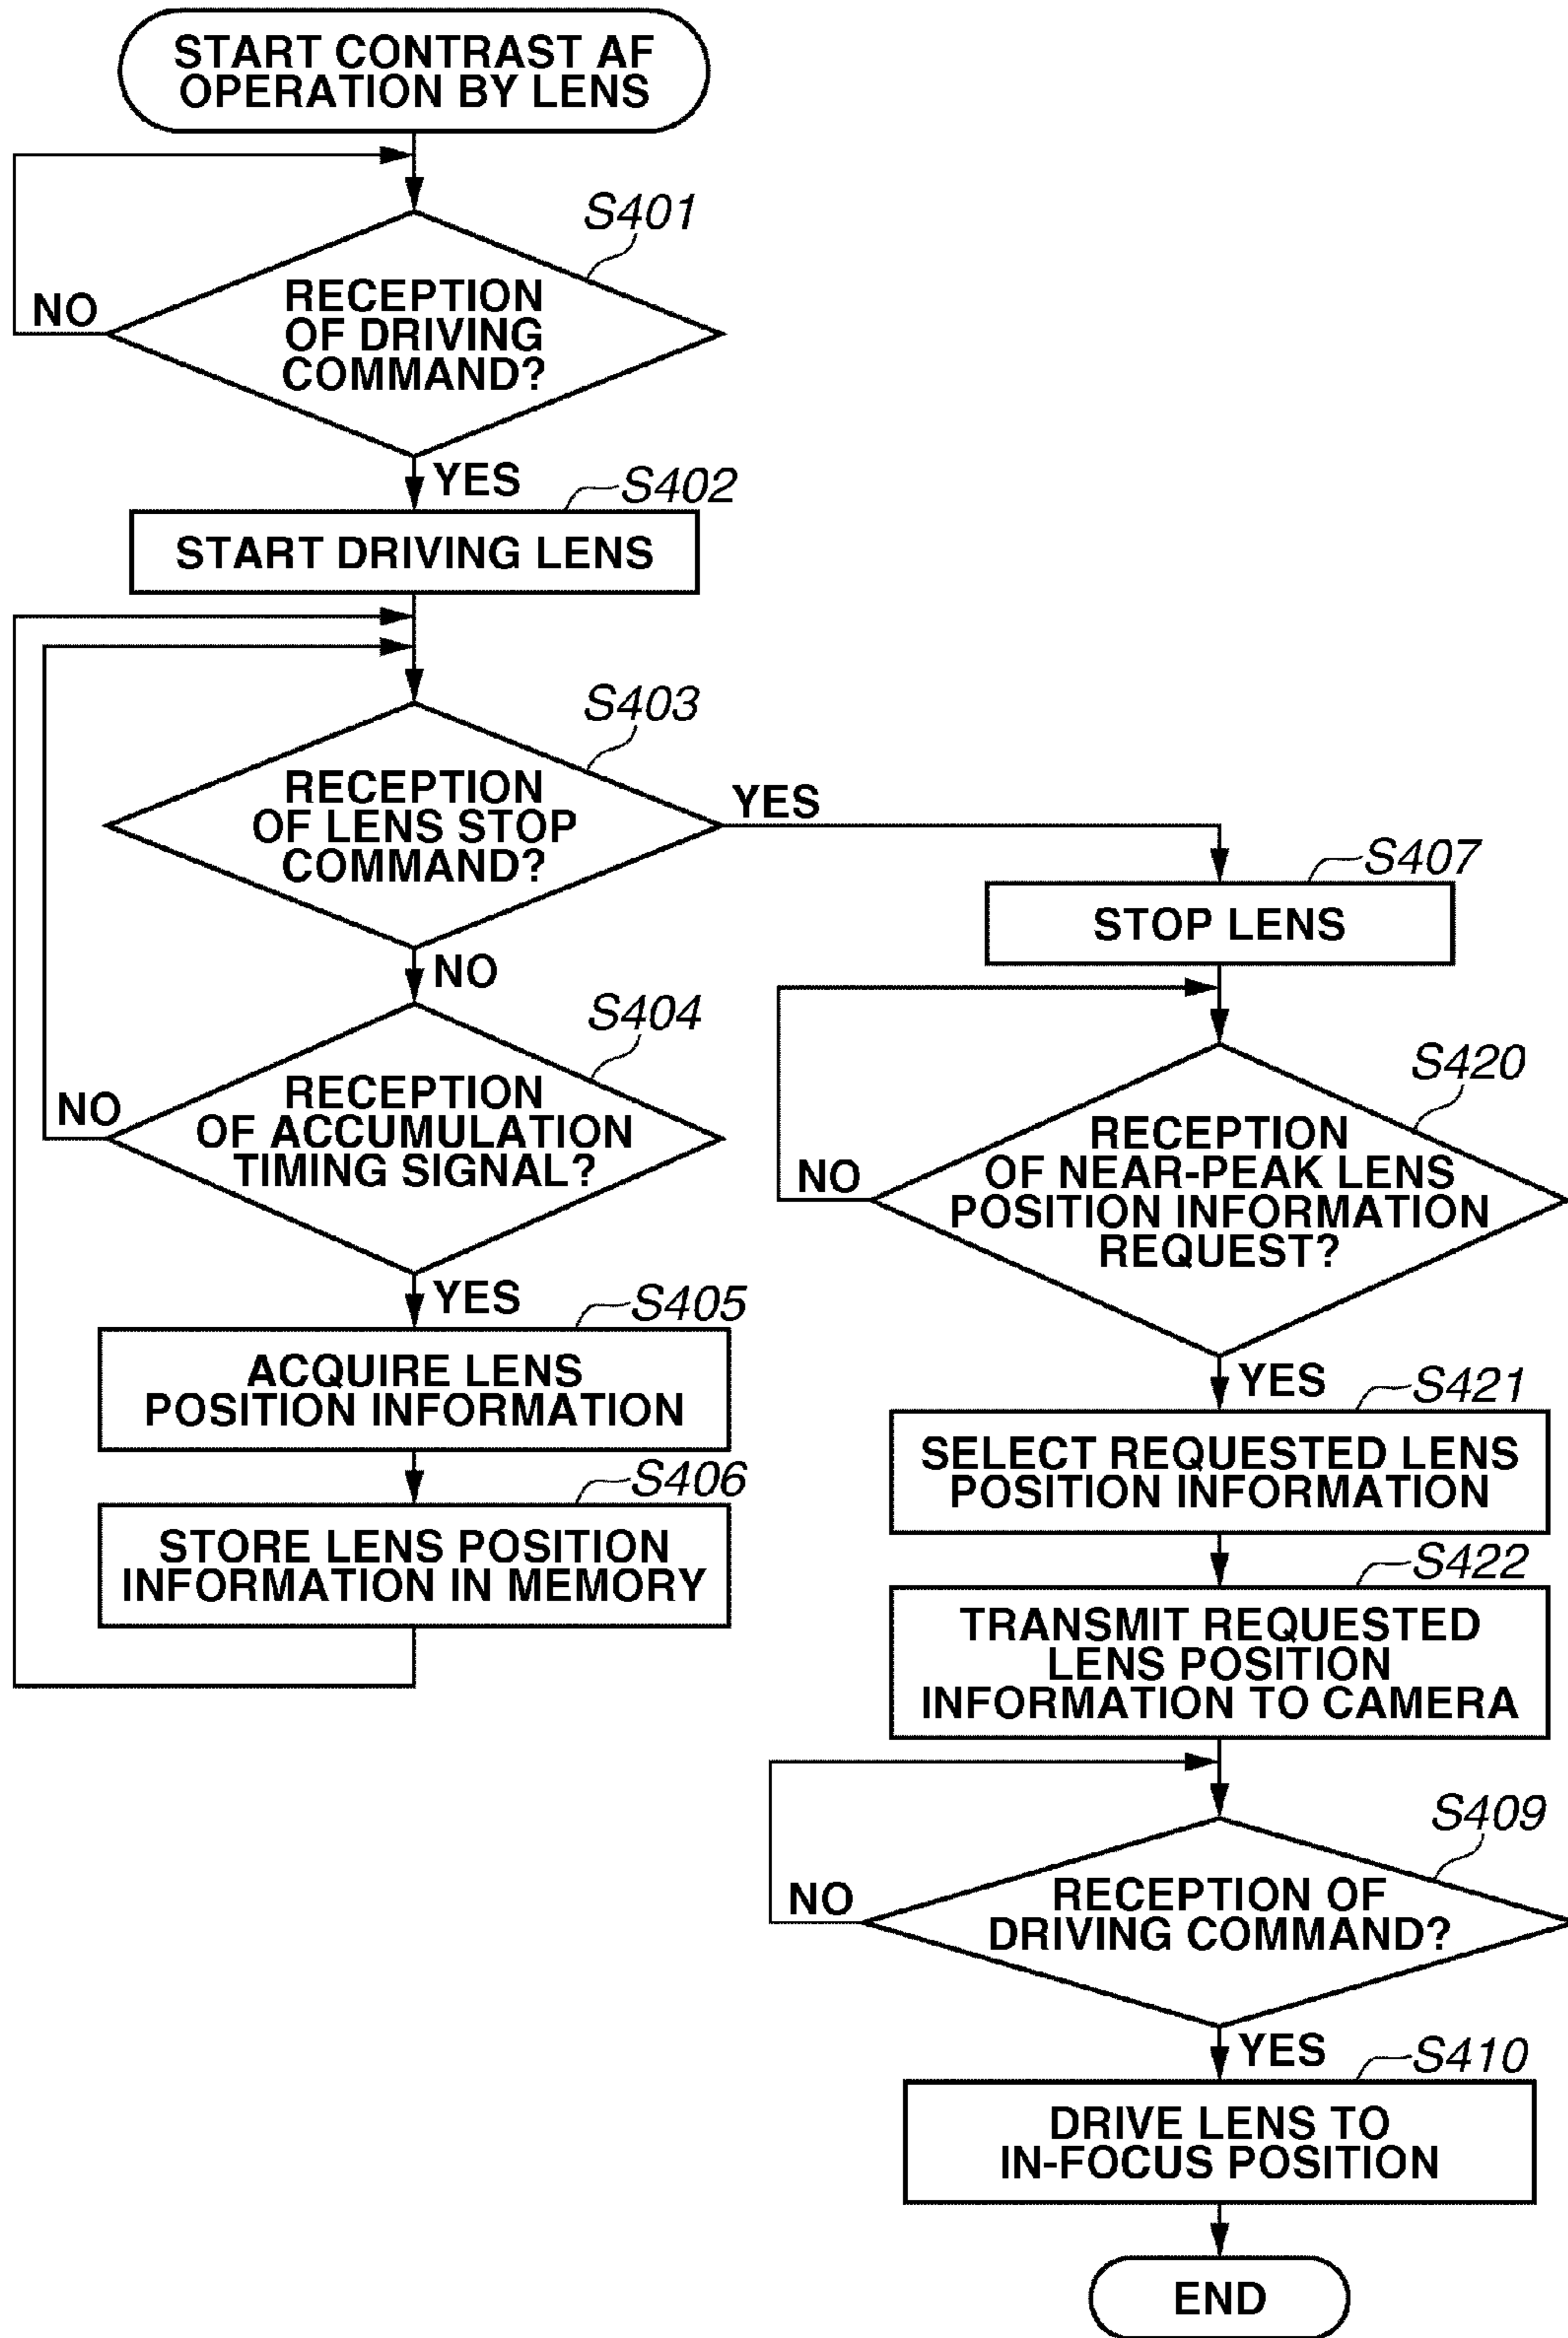 START CONTRAST AF
OPERATION BY LENS
S401
RECEPTION
OF DRIVING
COMMAND?
NO
YES
S402
START DRIVING LENS
S403
RECEPTION
OF LENS STOP
COMMAND?
YES
NO
S404
RECEPTION
OF ACCUMULATION
TIMING SIGNAL?
NO
YES
S405
ACQUIRE LENS
POSITION INFORMATION
S406
STORE LENS POSITION
INFORMATION IN MEMORY
S407
STOP LENS
S420
RECEPTION
OF NEAR-PEAK LENS
POSITION INFORMATION
REQUEST?
NO
YES
S421
SELECT REQUESTED LENS
POSITION INFORMATION
S422
TRANSMIT REQUESTED
LENS POSITION
INFORMATION TO CAMERA
S409
RECEPTION OF
DRIVING COMMAND?
NO
YES
S410
DRIVE LENS TO
IN-FOCUS POSITION
END